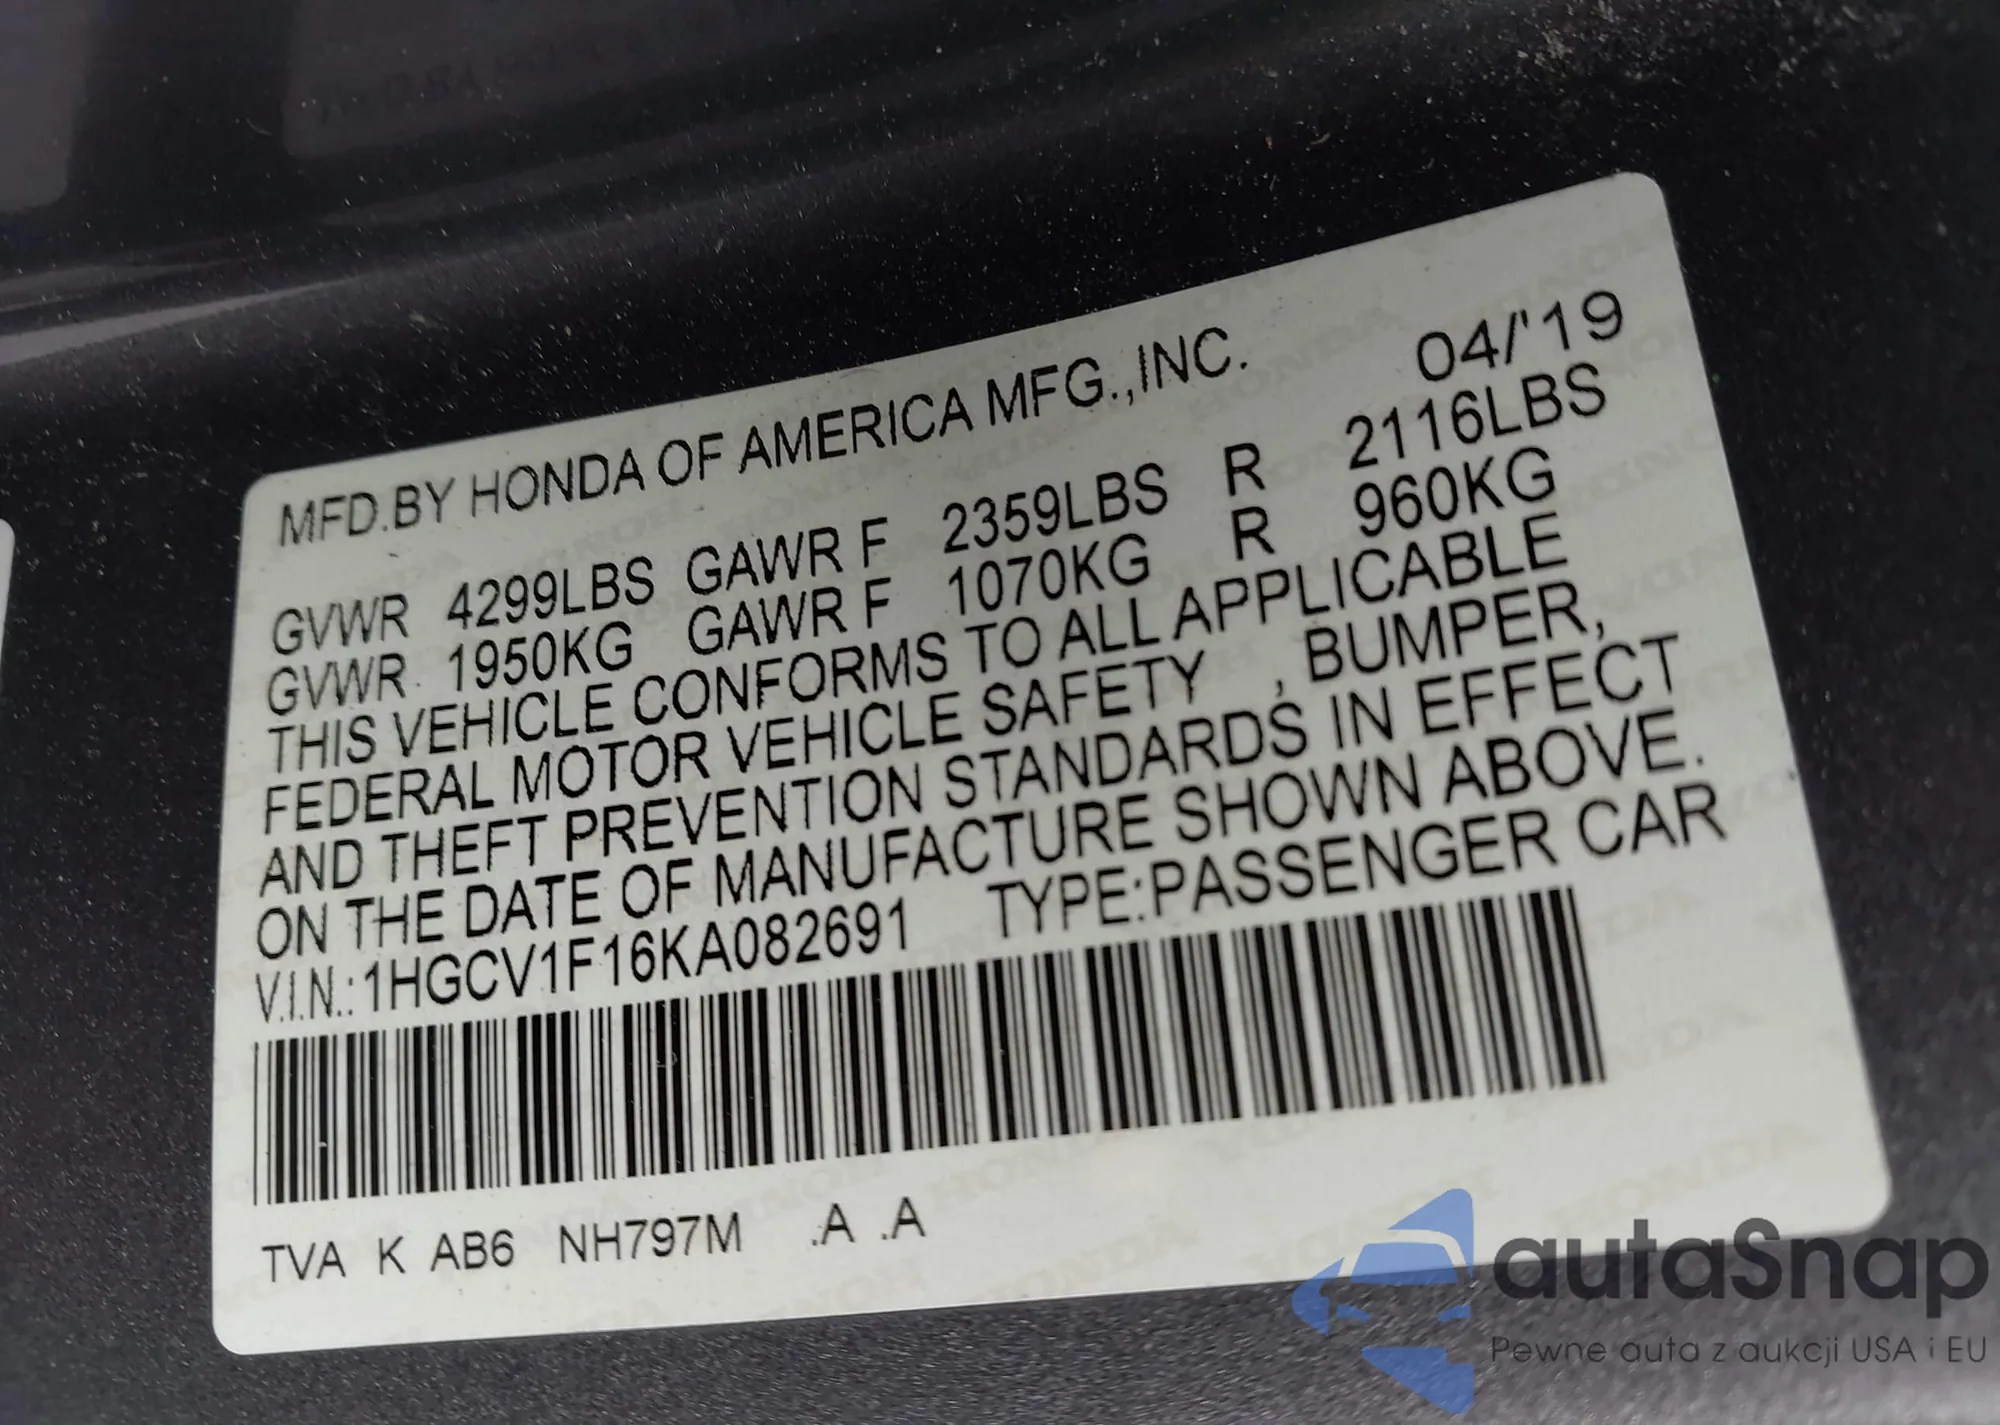 MFD.BY HONDA OF AMERICA MFG.,INC. 04/'19
GVWR 4299LBS GAWR F 2359LBS R 2116LBS
GVWR 1950KG GAWR F 1070KG R 960KG
THIS VEHICLE CONFORMS TO ALL APPLICABLE
FEDERAL MOTOR VEHICLE SAFETY , BUMPER,
AND THEFT PREVENTION STANDARDS IN EFFECT
ON THE DATE OF MANUFACTURE SHOWN ABOVE.
V.I.N.:1HGCV1F16KA082691 TYPE:PASSENGER CAR
TVA K AB6 NH797M .A .A
autaSnap
Pewne auta z aukcji USA i EU